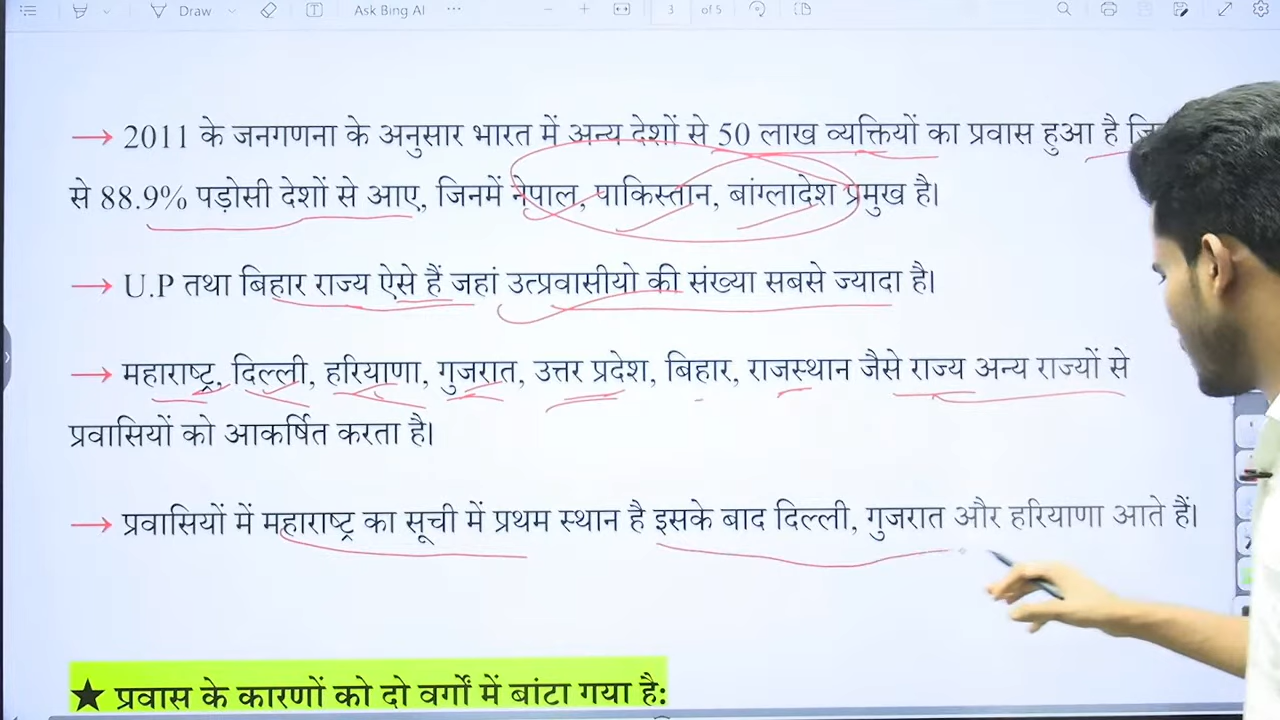 Draw Ask Bing AI 3 of 5
→ 2011 के जनगणना के अनुसार भारत में अन्य देशों से 50 लाख व्यक्तियों का प्रवास हुआ है
से 88.9% पड़ोसी देशों से आए, जिनमें नेपाल, पाकिस्तान, बांग्लादेश प्रमुख है।
→ U.P तथा बिहार राज्य ऐसे हैं जहां उत्प्रवासीयो की संख्या सबसे ज्यादा है।
→ महाराष्ट्र, दिल्ली, हरियाणा, गुजरात, उत्तर प्रदेश, बिहार, राजस्थान जैसे राज्य अन्य राज्यों से
प्रवासियों को आकर्षित करता है।
→ प्रवासियों में महाराष्ट्र का सूची में प्रथम स्थान है इसके बाद दिल्ली, गुजरात और हरियाणा आते हैं।
★ प्रवास के कारणों को दो वर्गों में बांटा गया है: